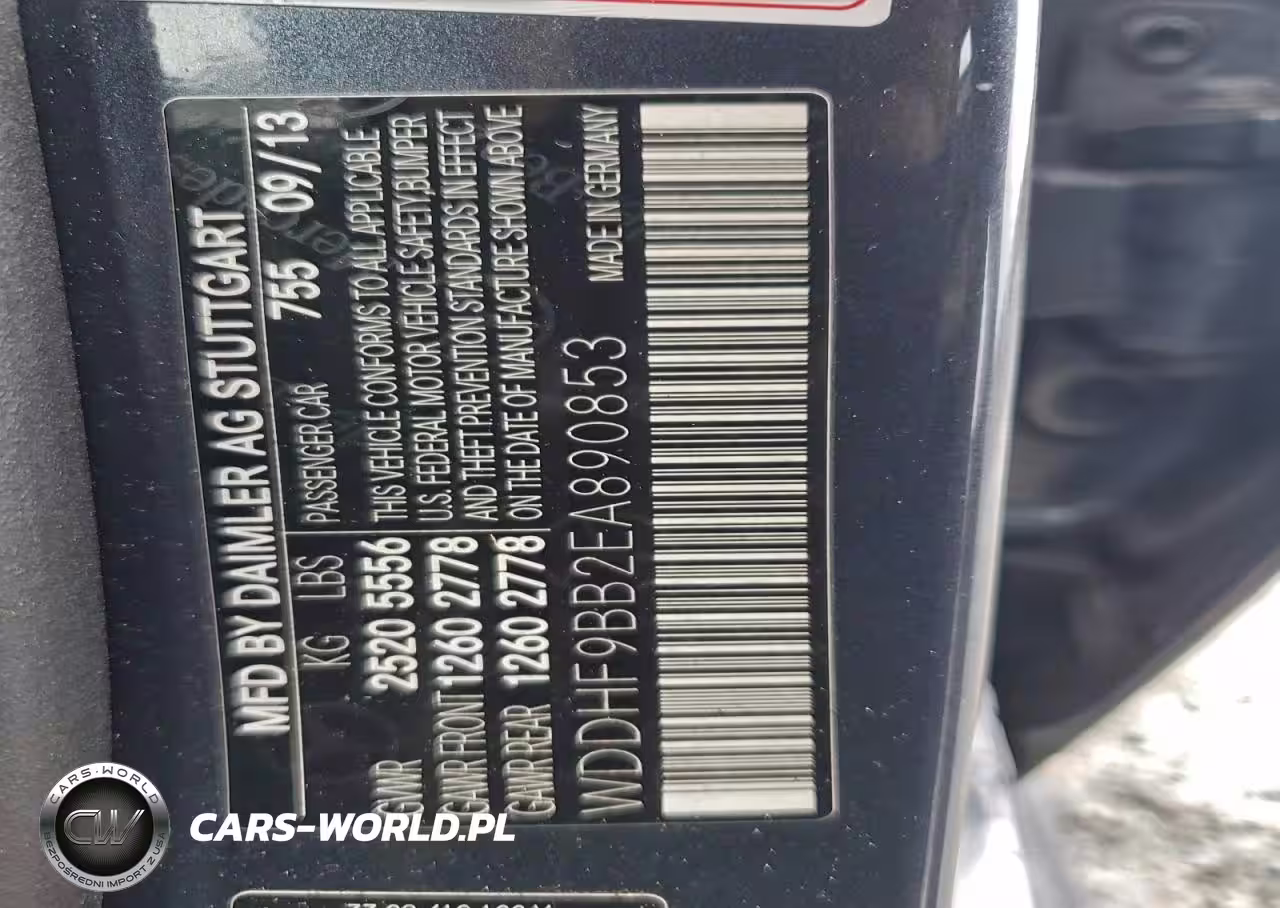 MFD BY DAIMLER AG STUTTGART
PASSENGER CAR 755 09/13
KG LBS
GVWR 2520 5556
GAWR FRONT 1260 2778
GAWR REAR 1260 2778
THIS VEHICLE CONFORMS TO ALL APPLICABLE
U.S. FEDERAL MOTOR VEHICLE SAFETY,BUMPER
AND THEFT PREVENTION STANDARDS IN EFFECT
ON THE DATE OF MANUFACTURE SHOWN ABOVE
WDDHF9BB2EA890853 MADE IN GERMANY
CARS-WORLD
CW
BEZPOŚREDNI IMPORT Z USA
CARS-WORLD.PL